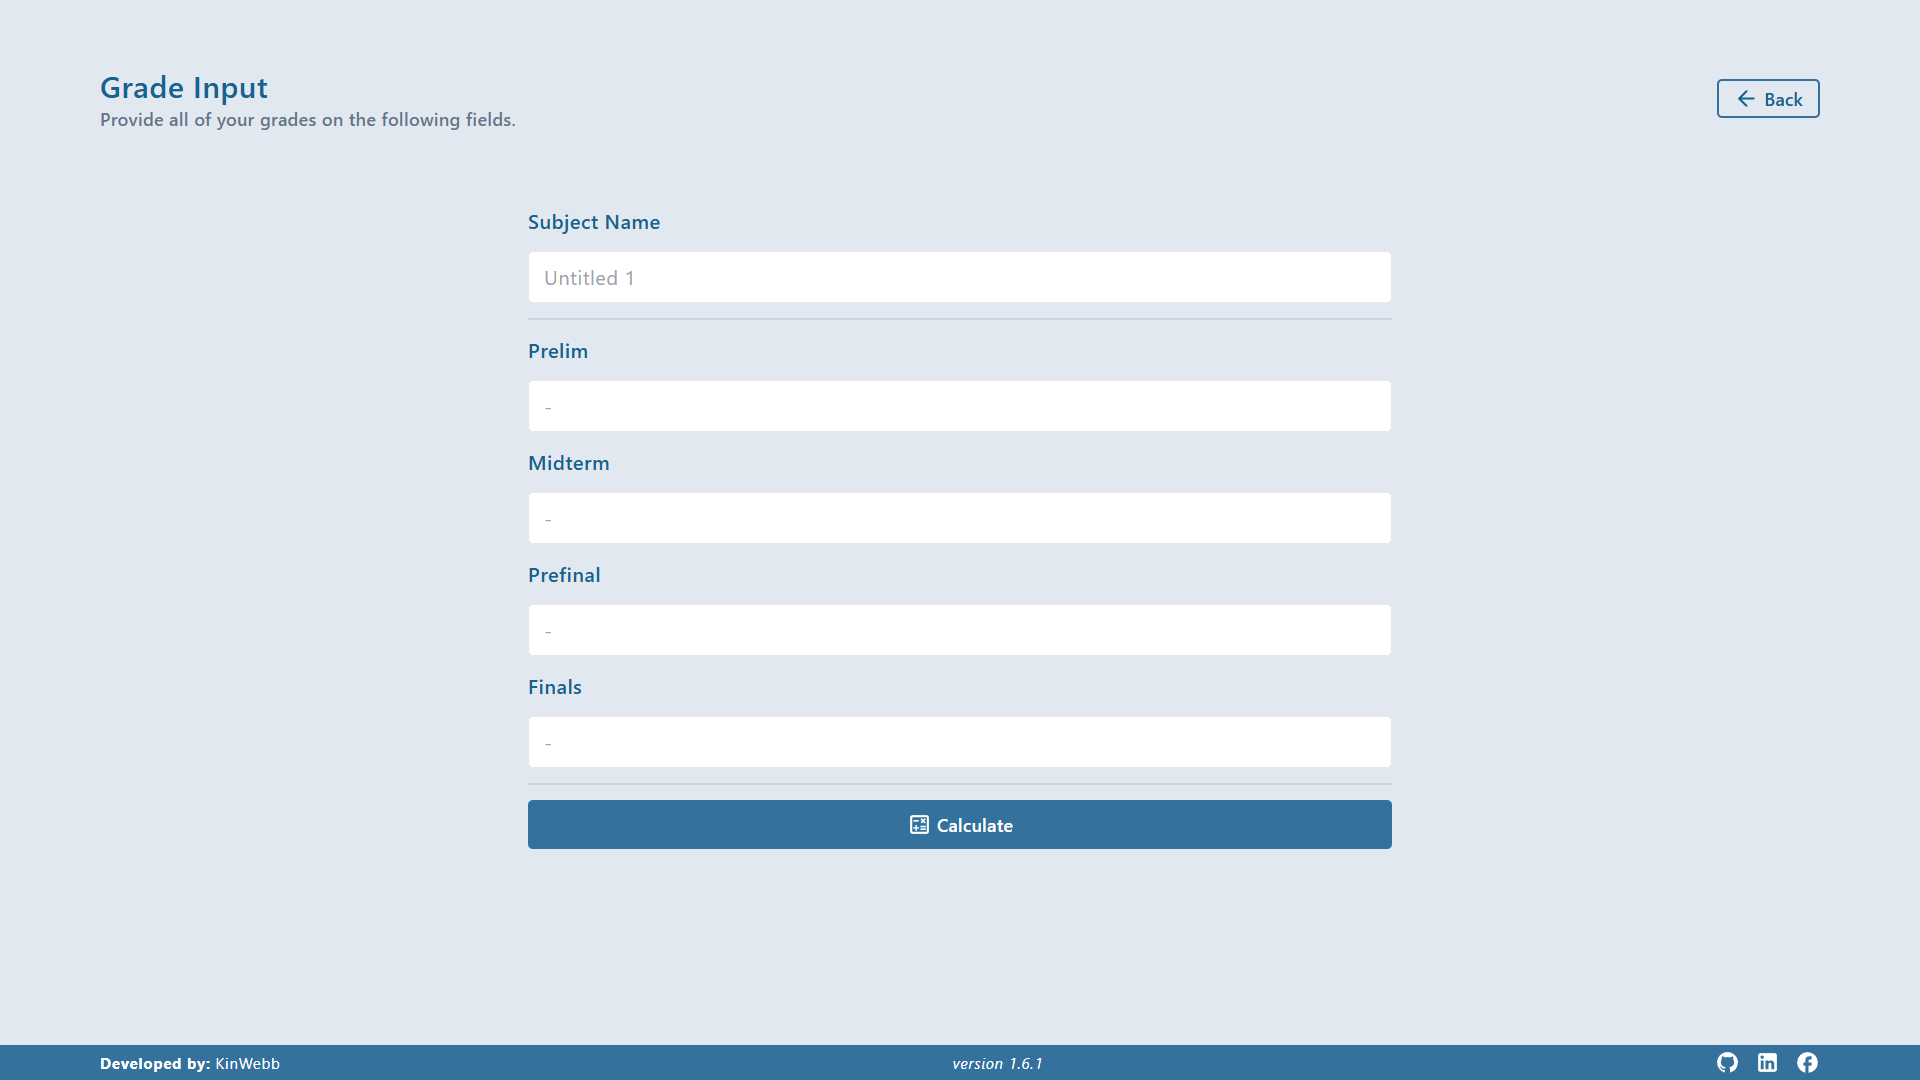 Grade Input
Provide all of your grades on the following fields.
Back
Subject Name
Untitled 1
Prelim
-
Midterm
-
Prefinal
-
Finals
-
Calculate
Developed by: KinWebb
version 1.6.1